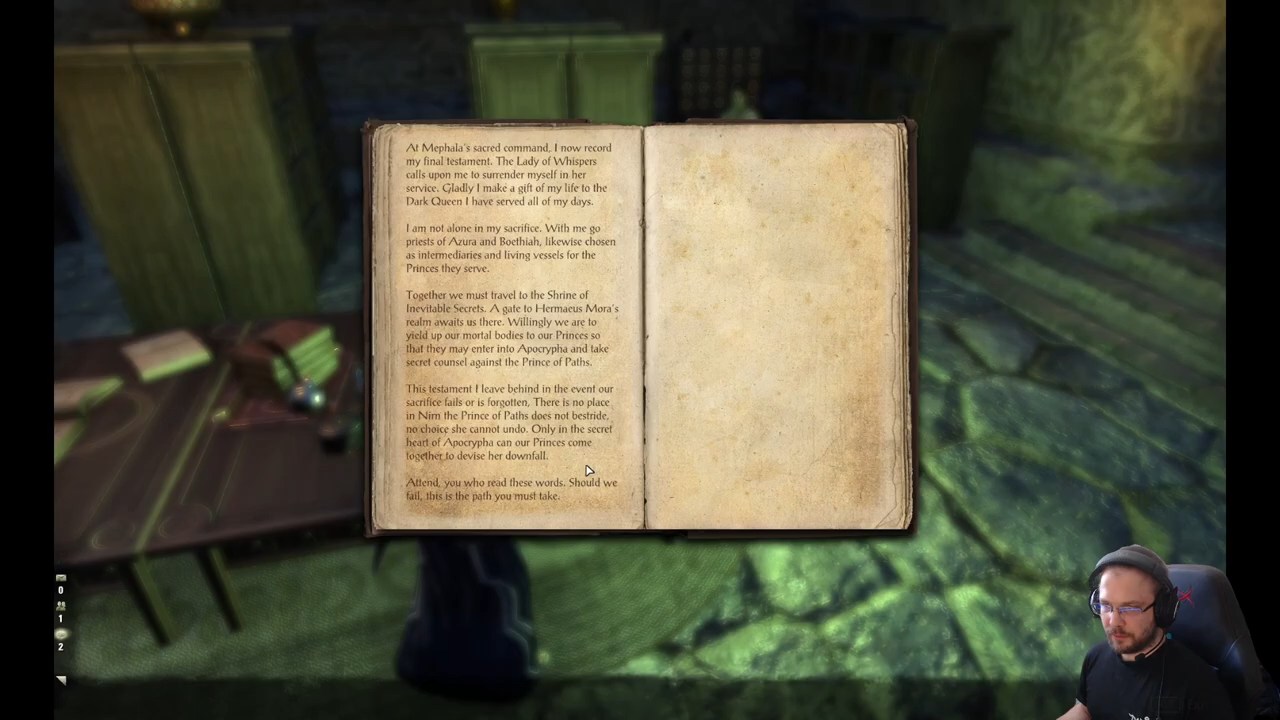 At Mephala's sacred command, I now record
my final testament. The Lady of Whispers
calls upon me to surrender myself in her
service. Gladly I make a gift of my life to the
Dark Queen I have served all of my days.
I am not alone in my sacrifice. With me go
priests of Azura and Boethiah, likewise chosen
as intermediaries and living vessels for the
Princes they serve.
Together we must travel to the Shrine of
Inevitable Secrets. A gate to Hermaeus Mora's
realm awaits us there. Willingly we are to
yield up our mortal bodies to our Princes so
that they may enter into Apocrypha and take
secret counsel against the Prince of Paths.
This testament I leave behind in the event our
sacrifice fails or is forgotten. There is no place
in Nirn the Prince of Paths does not bestride,
no choice she cannot undo. Only in the secret
heart of Apocrypha can our Princes come
together to devise her downfall.
Attend, you who read these words. Should we
fail, this is the path you must take.
0
1
2